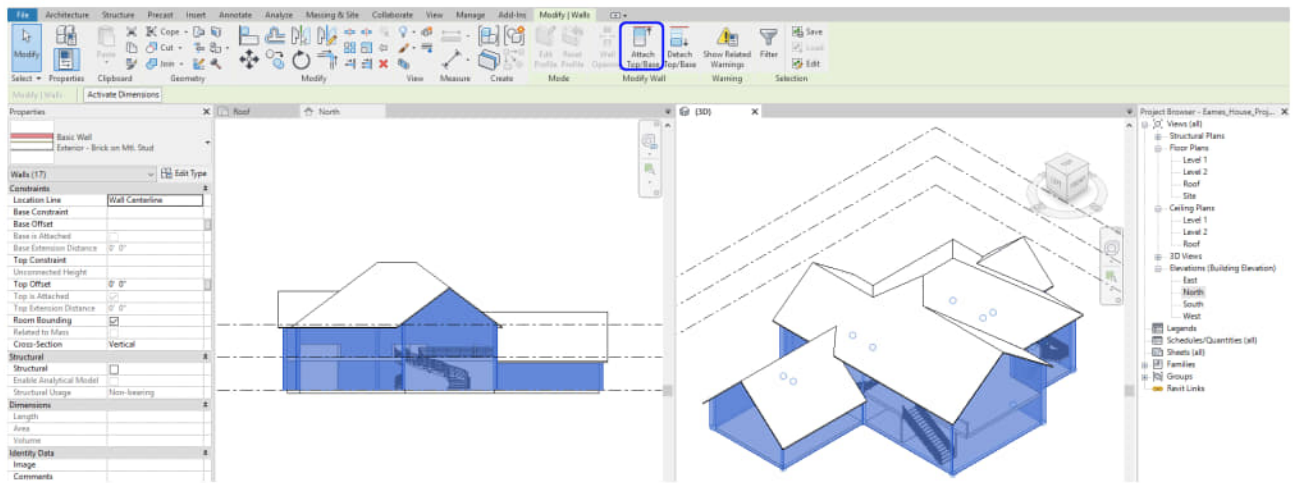 File Architecture Structure Precast Insert Annotate Analyze Massing & Site Collaborate View Manage Add-Ins Modify | Walls
Cope Save
Cut Load
Join Edit
Modify Properties Paste Edit Profile Reset Profile Wall Opening Attach Top/Base Detach Top/Base Show Related Warnings Filter
Select Properties Clipboard Geometry Modify View Measure Create Mode Modify Wall Warning Selection
Modify | Walls Activate Dimensions
Properties Roof North {3D} Project Browser - Eames_House_Proj...
Basic Wall
Exterior - Brick on Mtl. Stud
Walls (17) Edit Type
Constraints
Location Line Wall Centerline
Base Constraint
Base Offset
Base is Attached
Base Extension Distance 0' 0"
Top Constraint
Unconnected Height
Top Offset 0' 0"
Top is Attached
Top Extension Distance 0' 0"
Room Bounding
Related to Mass
Cross-Section Vertical
Structural
Structural
Enable Analytical Model
Structural Usage Non-bearing
Dimensions
Length
Area
Volume
Identity Data
Image
Comments
TOP
LEFT FRONT
Views (all)
Structural Plans
Floor Plans
Level 1
Level 2
Roof
Site
Ceiling Plans
Level 1
Level 2
Roof
3D Views
Elevations (Building Elevation)
East
North
South
West
Legends
Schedules/Quantities (all)
Sheets (all)
Families
Groups
Revit Links